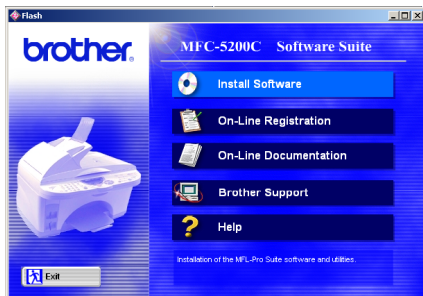 Flash
brother.
MFC-5200C Software Suite
Install Software
On-Line Registration
On-Line Documentation
Brother Support
Help
Installation of the MFL-Pro Suite software and utilities.
Exit